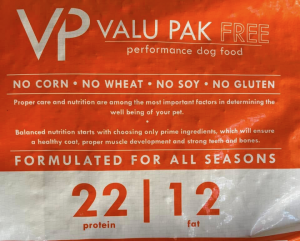 VP VALU PAK FREE
performance dog food
NO CORN • NO WHEAT • NO SOY • NO GLUTEN
Proper care and nutrition are among the most important factors in determining the
well being of your pet.
Balanced nutrition starts with choosing only prime ingredients, which will ensure
a healthy coat, proper muscle development and strong teeth and bones.
FORMULATED FOR ALL SEASONS
22 | 12
protein fat